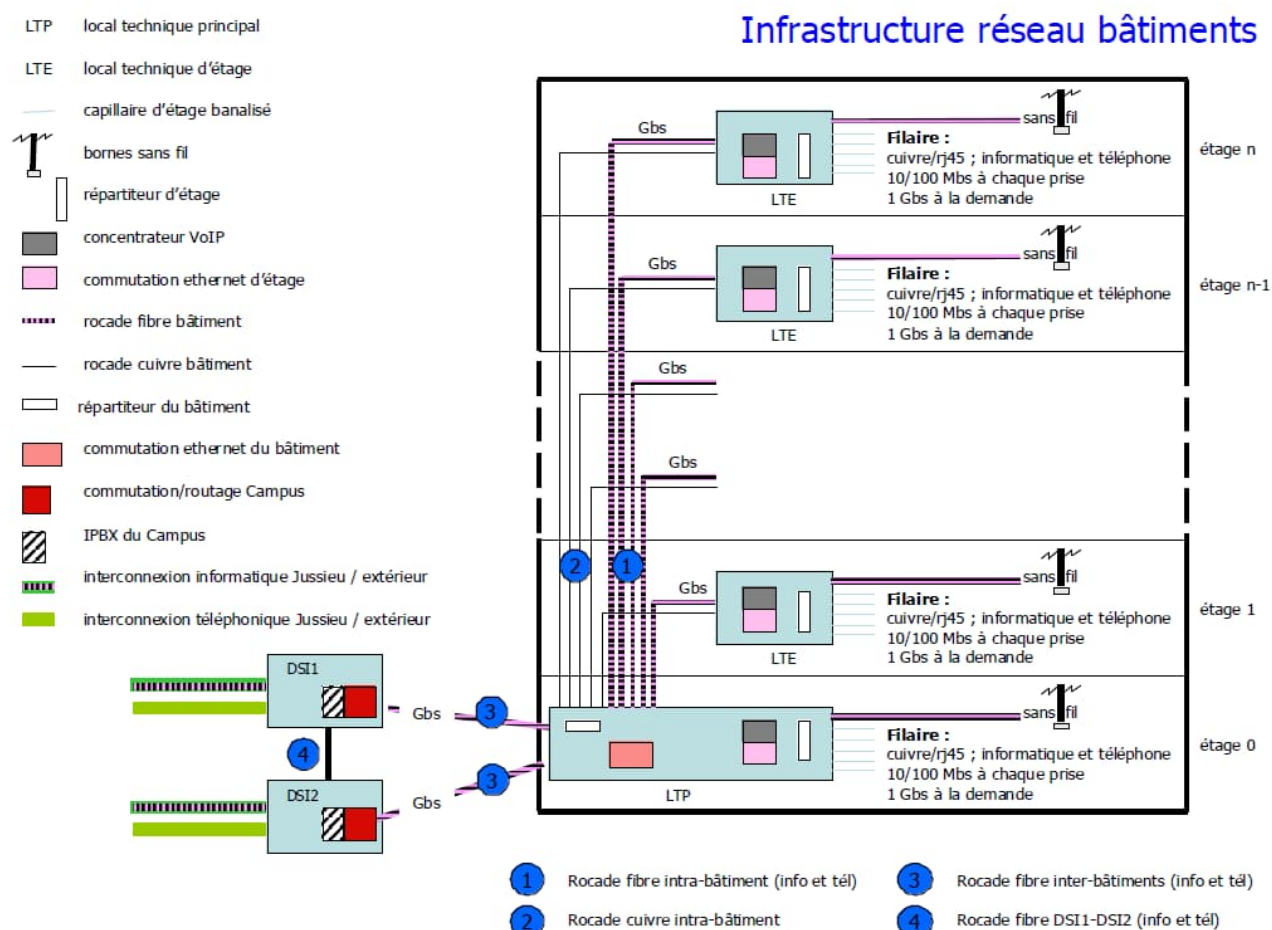 Infrastructure réseau bâtiments
LTP local technique principal
LTE local technique d'étage
capillaire d'étage banalisé
bornes sans fil
répartiteur d'étage
concentrateur VoIP
commutation ethernet d'étage
rocade fibre bâtiment
rocade cuivre bâtiment
répartiteur du bâtiment
commutation ethernet du bâtiment
commutation/routage Campus
IPBX du Campus
interconnexion informatique Jussieu / extérieur
interconnexion téléphonique Jussieu / extérieur
Gbs
LTE
sans fil
Filaire :
cuivre/rj45 ; informatique et téléphone
10/100 Mbs à chaque prise
1 Gbs à la demande
étage n
Gbs
LTE
sans fil
Filaire :
cuivre/rj45 ; informatique et téléphone
10/100 Mbs à chaque prise
1 Gbs à la demande
étage n-1
Gbs
Gbs
2
1
Gbs
LTE
sans fil
Filaire :
cuivre/rj45 ; informatique et téléphone
10/100 Mbs à chaque prise
1 Gbs à la demande
étage 1
DSI1
Gbs
3
4
DSI2
Gbs
3
LTP
sans fil
Filaire :
cuivre/rj45 ; informatique et téléphone
10/100 Mbs à chaque prise
1 Gbs à la demande
étage 0
1 Rocade fibre intra-bâtiment (info et tél)
2 Rocade cuivre intra-bâtiment
3 Rocade fibre inter-bâtiments (info et tél)
4 Rocade fibre DSI1-DSI2 (info et tél)